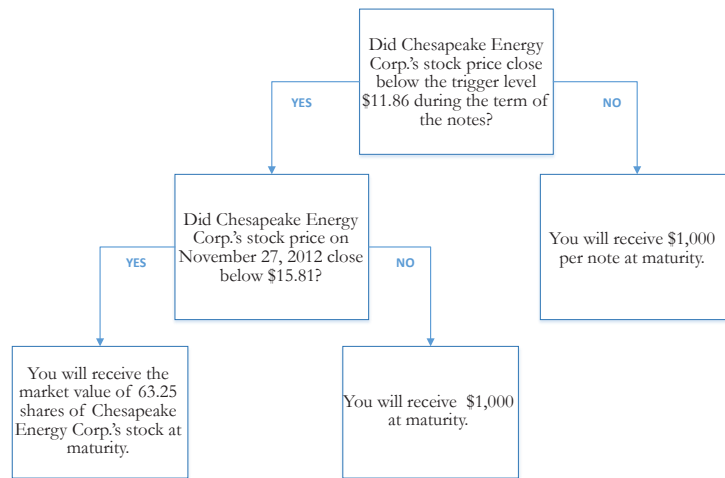 Did Chesapeake Energy
Corp.'s stock price close
below the trigger level
$11.86 during the term of
the notes?
YES
NO
Did Chesapeake Energy
Corp.'s stock price on
November 27, 2012 close
below $15.81?
You will receive $1,000
per note at maturity.
YES
NO
You will receive the
market value of 63.25
shares of Chesapeake
Energy Corp.'s stock at
maturity.
You will receive $1,000
at maturity.